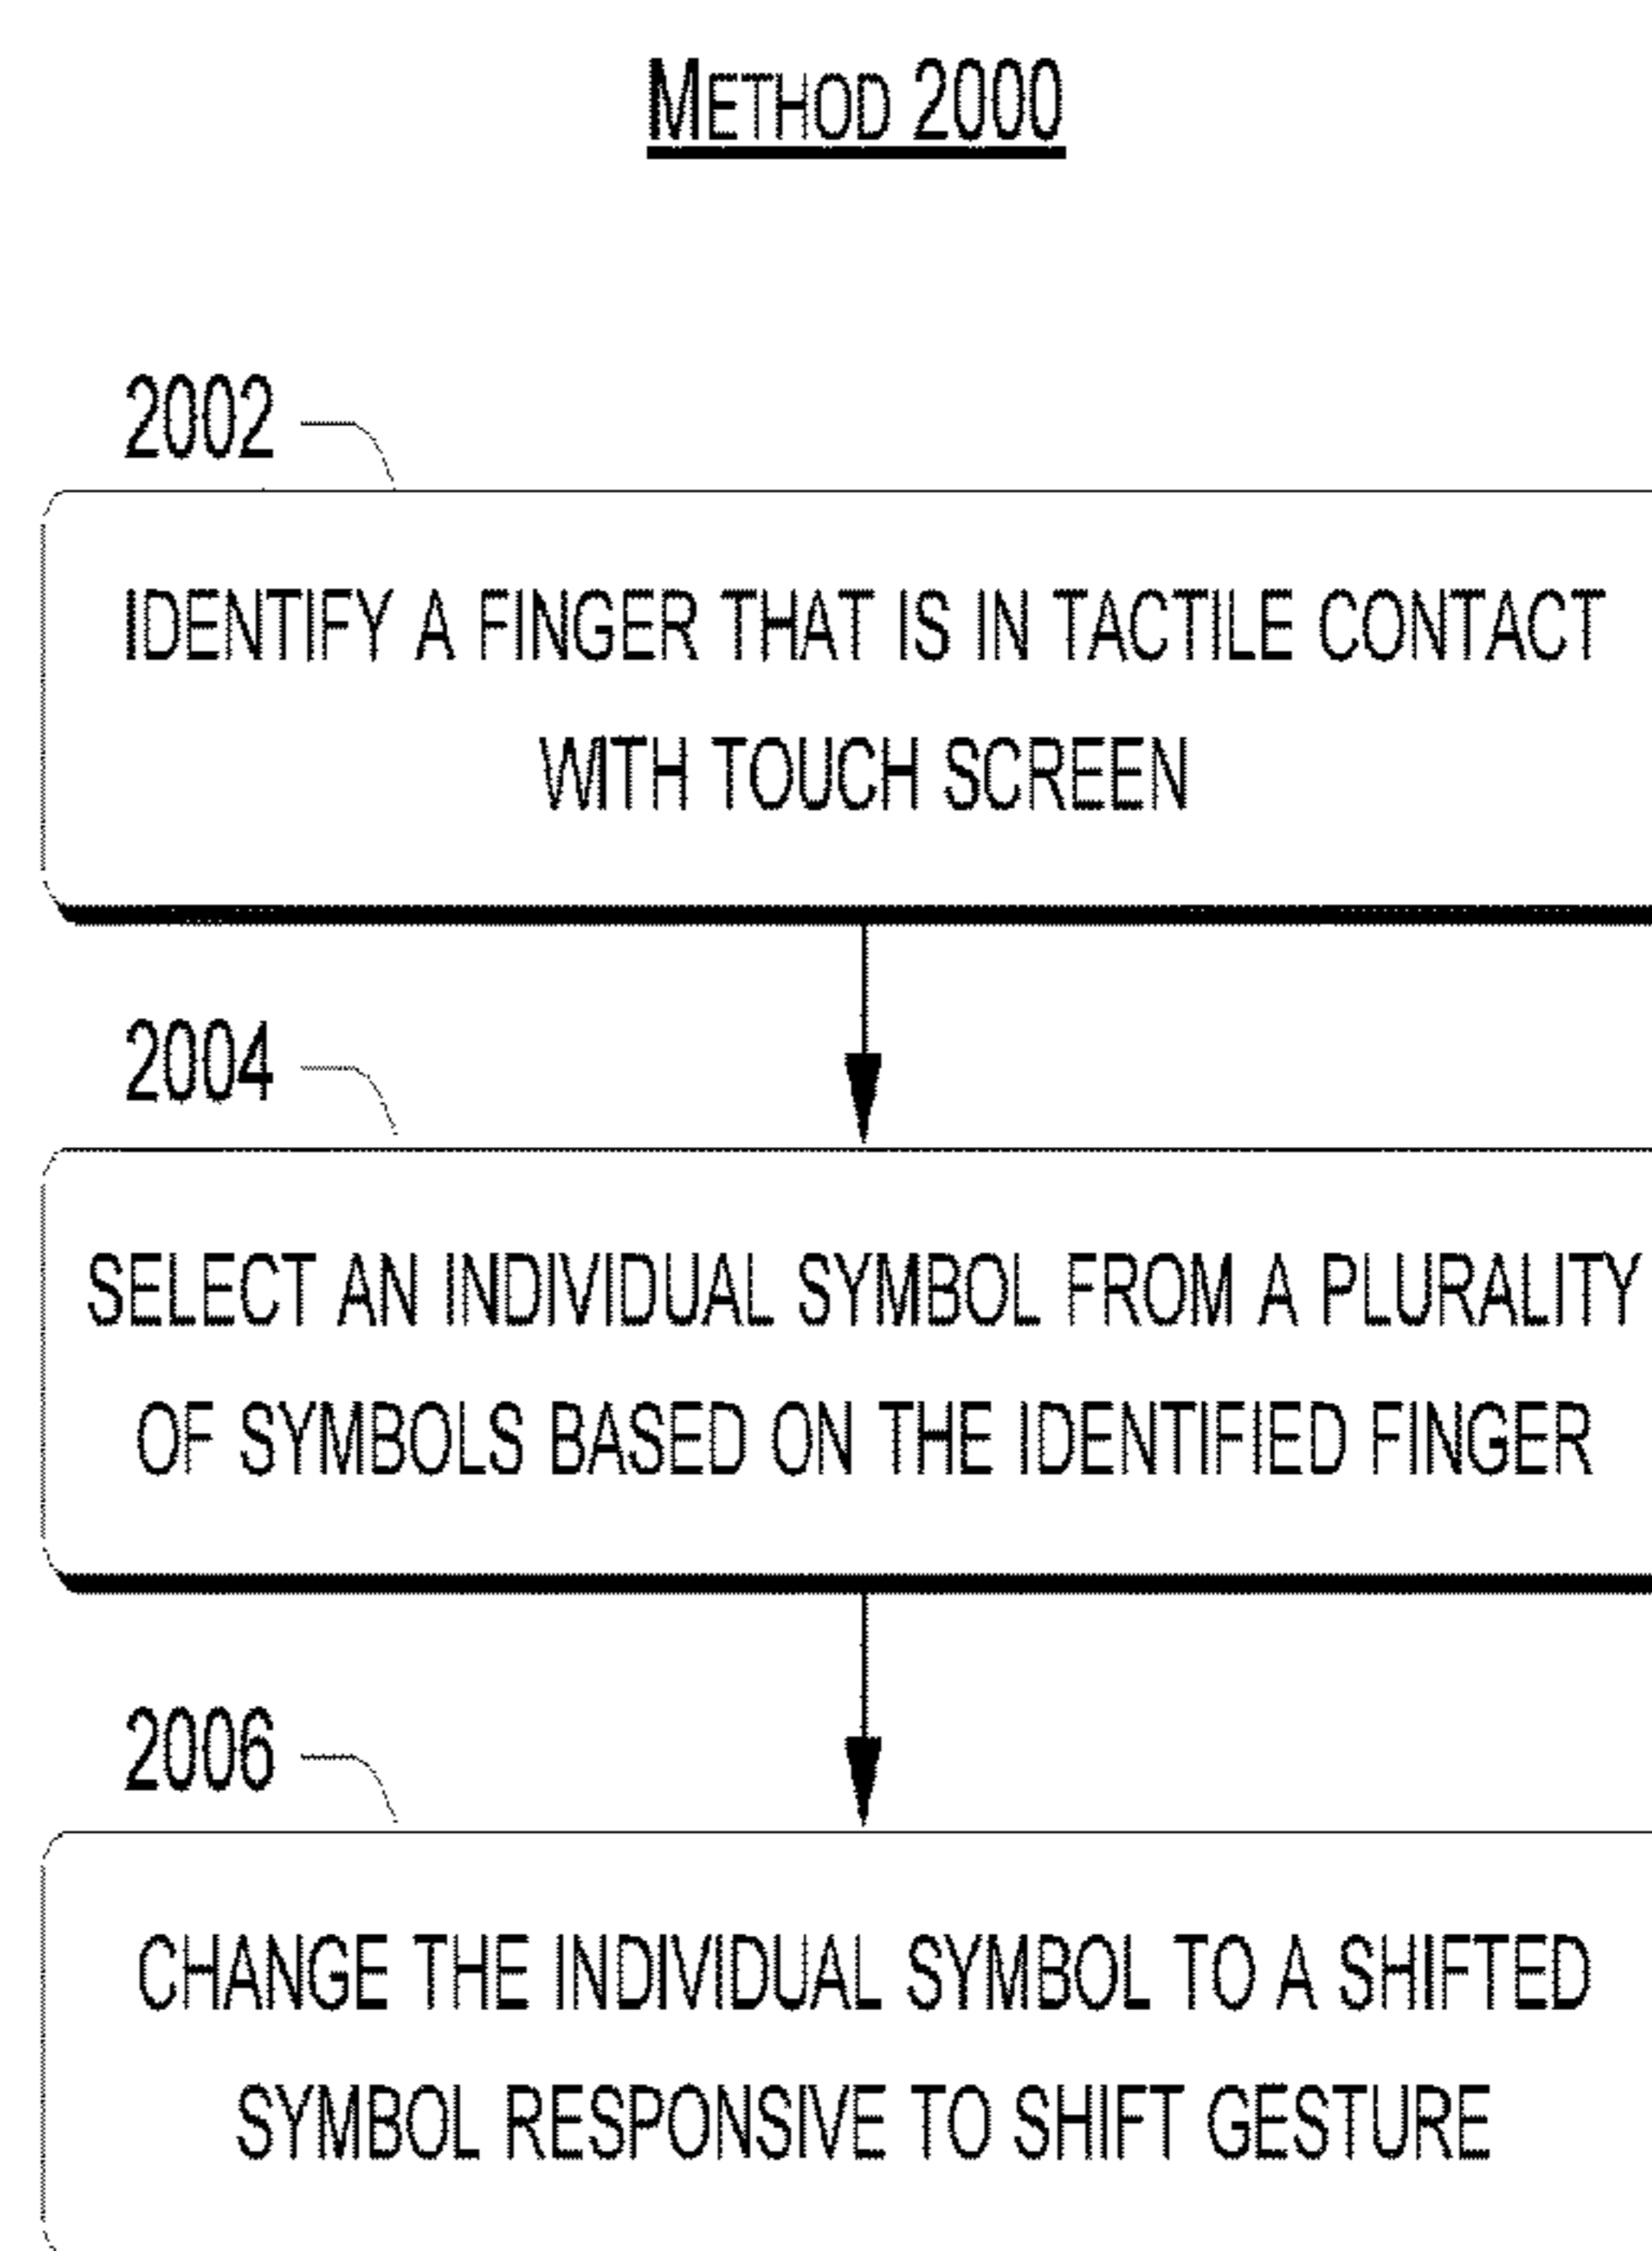 METHOD 2000
2002
IDENTIFY A FINGER THAT IS IN TACTILE CONTACT
WITH TOUCH SCREEN
2004
SELECT AN INDIVIDUAL SYMBOL FROM A PLURALITY
OF SYMBOLS BASED ON THE IDENTIFIED FINGER
2006
CHANGE THE INDIVIDUAL SYMBOL TO A SHIFTED
SYMBOL RESPONSIVE TO SHIFT GESTURE